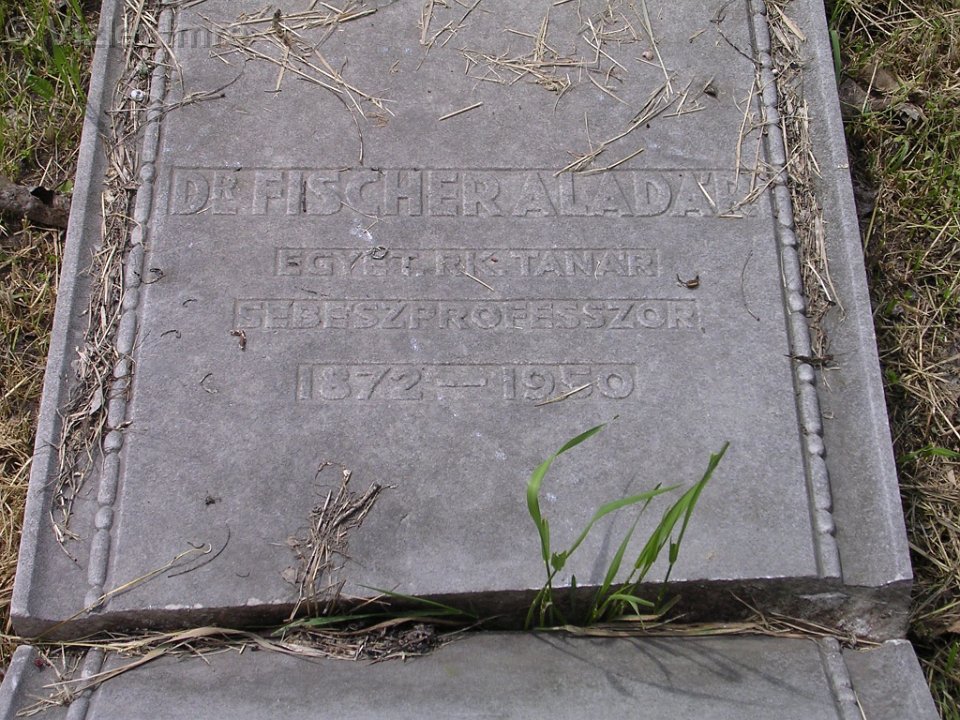 DR. FISCHER ALADÁR
EGYET. RK. TANÁR
SEBÉSZPROFESSZOR
1872 — 1950